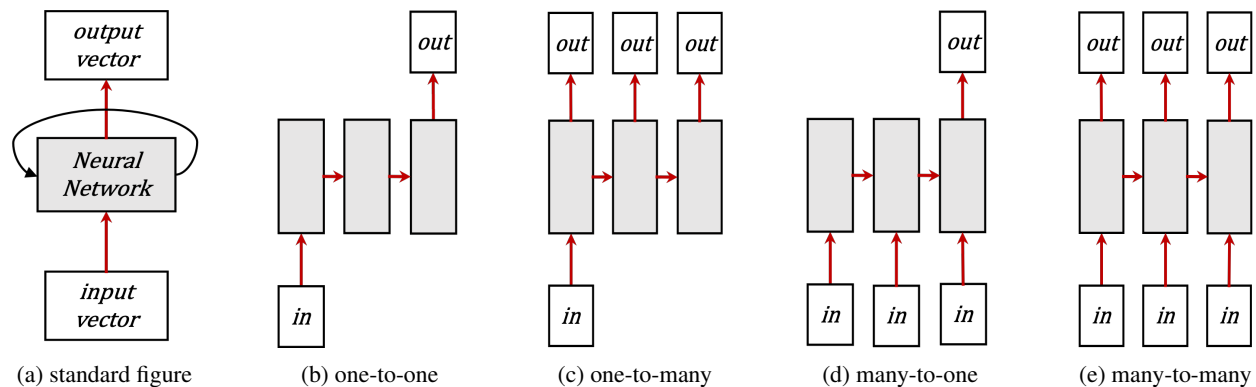 output
vector
Neural
Network
input
vector
(a) standard figure
out
in
(b) one-to-one
out out out
in
(c) one-to-many
out
in in in
(d) many-to-one
out out out
in in in
(e) many-to-many